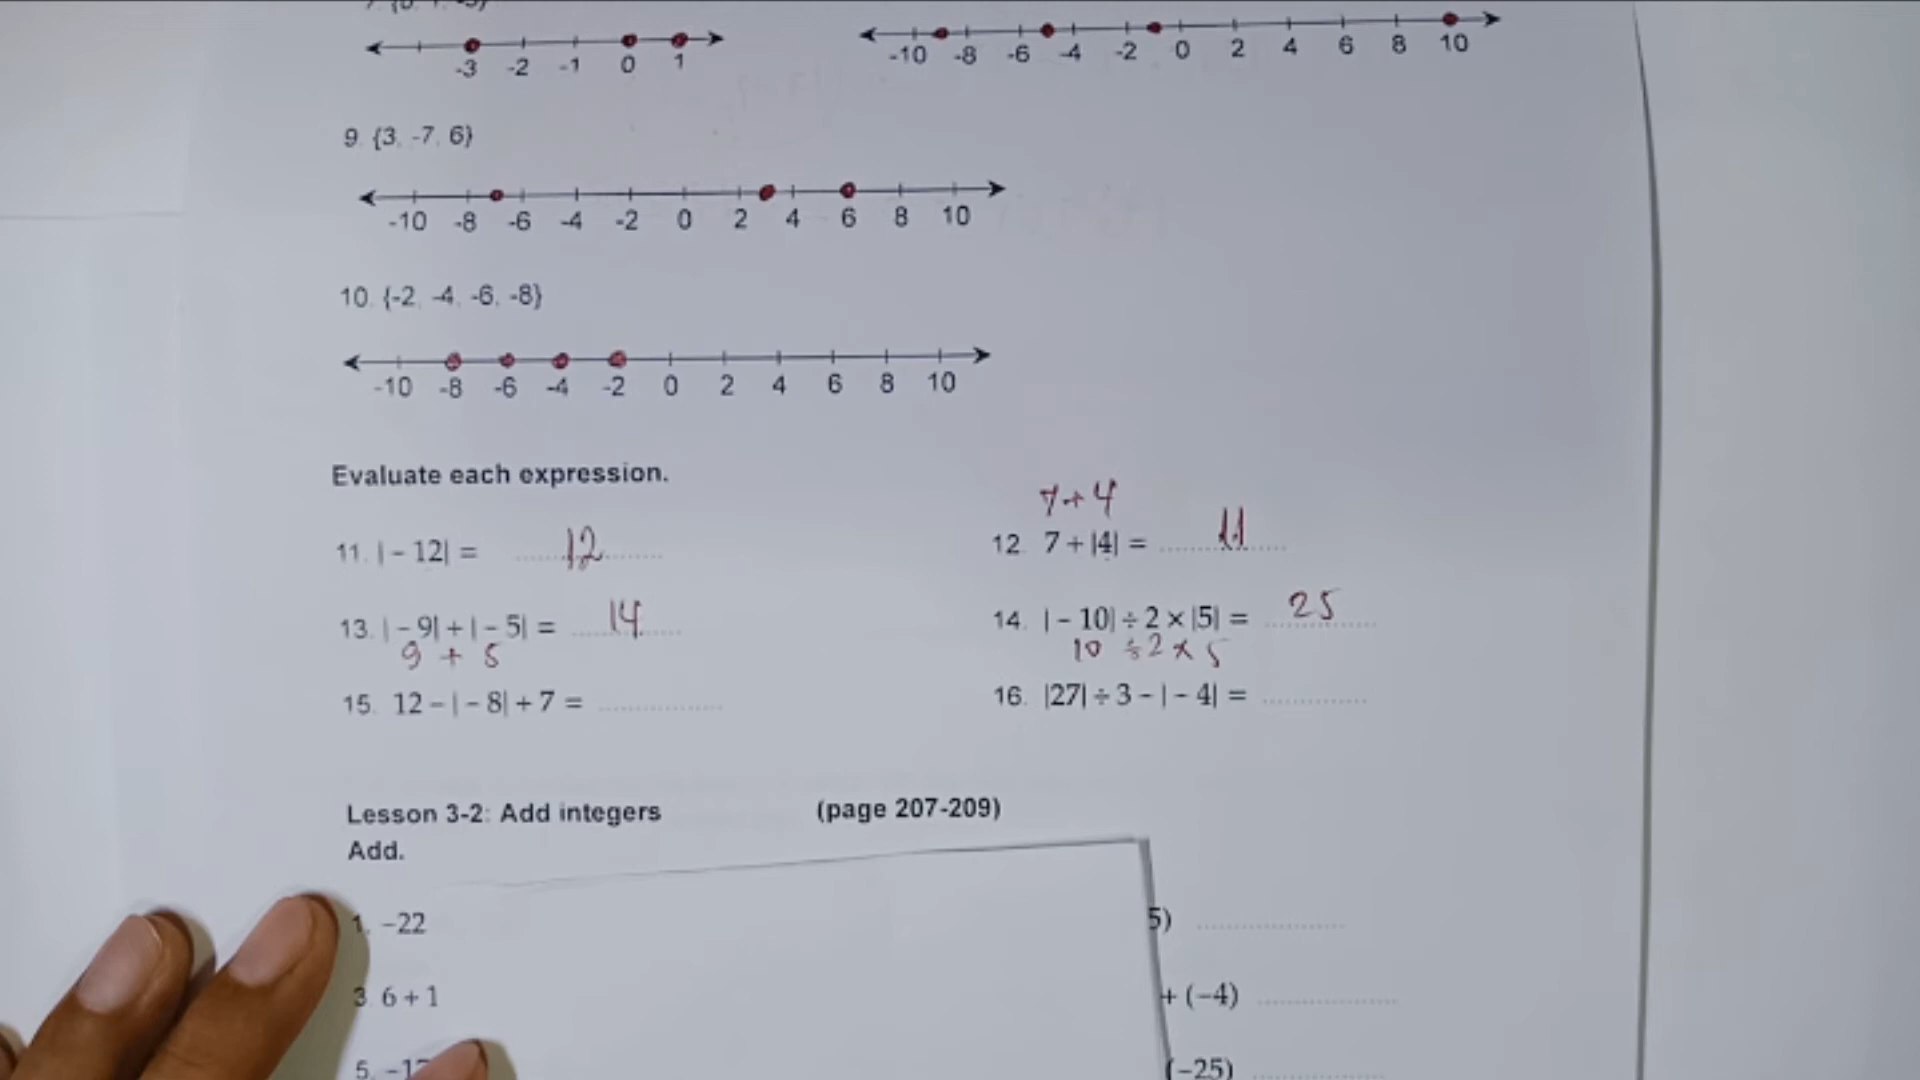 -3 -2 -1 0 1
-10 -8 -6 -4 -2 0 2 4 6 8 10
9. {3, -7, 6}
-10 -8 -6 -4 -2 0 2 4 6 8 10
10. {-2, -4, -6, -8}
-10 -8 -6 -4 -2 0 2 4 6 8 10
Evaluate each expression.
7+4
11. |- 12| = 12
12. 7 + |4| = 11
13. |- 9| + |- 5| = 14
9 + 5
14. |- 10| ÷ 2 × |5| = 25
10 ÷2 × 5
15. 12 - |- 8| + 7 =
16. |27| ÷ 3 - |- 4| =
Lesson 3-2: Add integers (page 207-209)
Add.
1. -22
5)
3. 6 + 1
+ (-4)
5. -1
(-25)